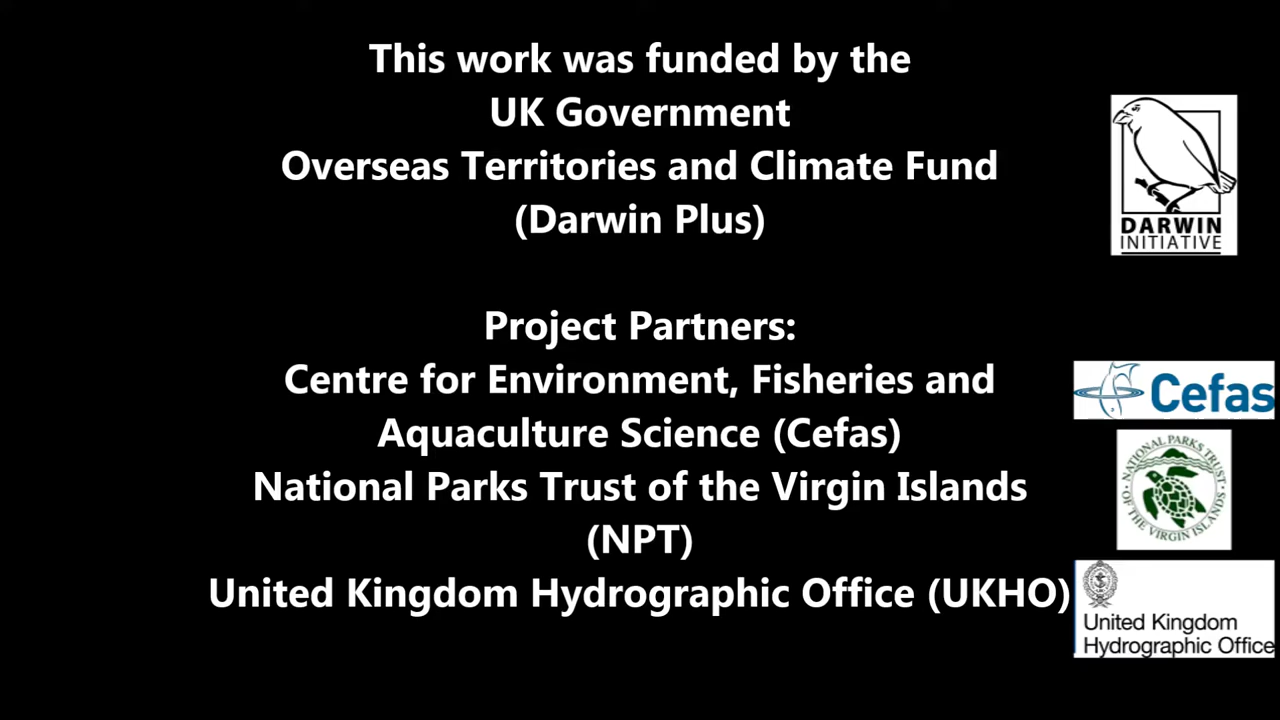 This work was funded by the
UK Government
Overseas Territories and Climate Fund
(Darwin Plus)
DARWIN
INITIATIVE
Project Partners:
Centre for Environment, Fisheries and
Aquaculture Science (Cefas)
Cefas
National Parks Trust of the Virgin Islands
(NPT)
NATIONAL PARKS TRUST
OF THE VIRGIN ISLANDS
United Kingdom Hydrographic Office (UKHO)
United Kingdom
Hydrographic Office